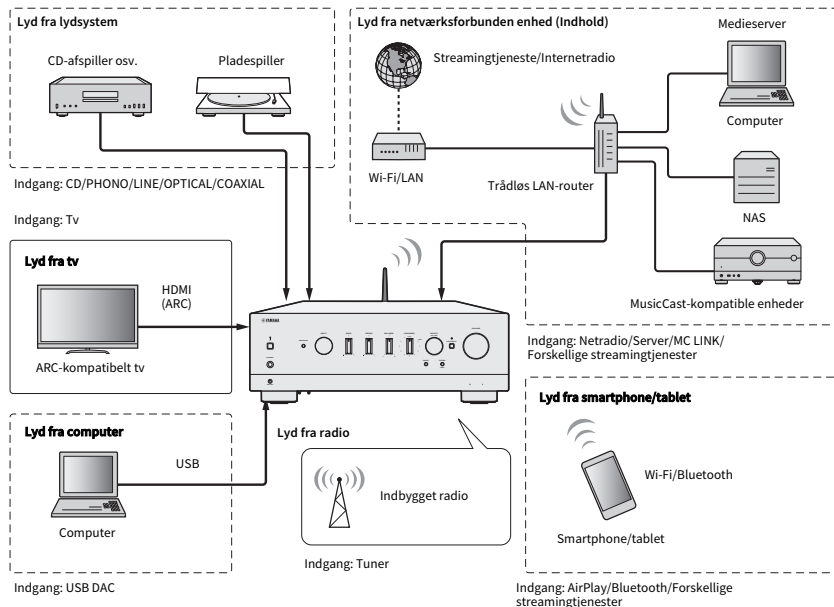 Lyd fra lydsystem
CD-afspiller osv.
Pladespiller
Indgang: CD/PHONO/LINE/OPTICAL/COAXIAL
Lyd fra netværksforbunden enhed (Indhold)
Streamingtjeneste/Internetradio
Wi-Fi/LAN
Trådløs LAN-router
Medieserver
Computer
NAS
MusicCast-kompatible enheder
Indgang: Netradio/Server/MC LINK/
Forskellige streamingtjenester
Indgang: Tv
Lyd fra tv
HDMI
(ARC)
ARC-kompatibelt tv
YAMAHA
Lyd fra computer
USB
Computer
Indgang: USB DAC
Lyd fra radio
Indbygget radio
Indgang: Tuner
Lyd fra smartphone/tablet
Wi-Fi/Bluetooth
Smartphone/tablet
Indgang: AirPlay/Bluetooth/Forskellige
streamingtjenester